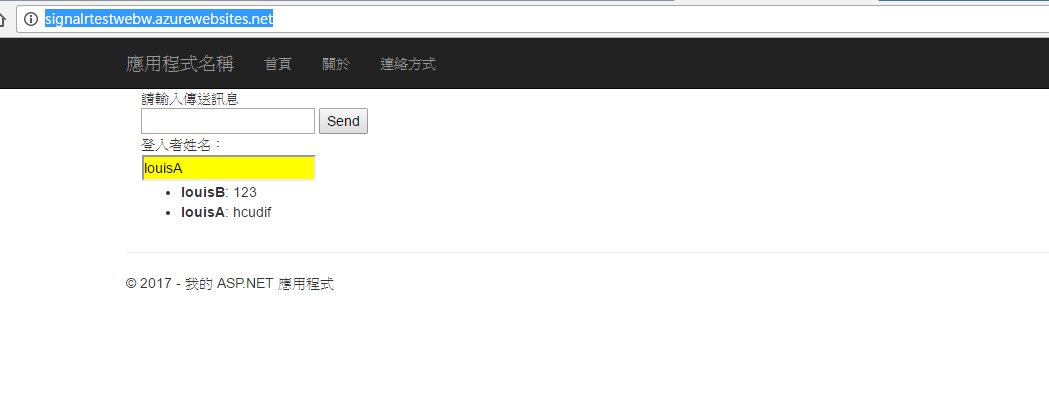 signalrtestwebw.azurewebsites.net
應用程式名稱 首頁 關於 連絡方式
請輸入傳送訊息
Send
登入者姓名：
louisA
louisB: 123
louisA: hcudif
© 2017 - 我的 ASP.NET 應用程式